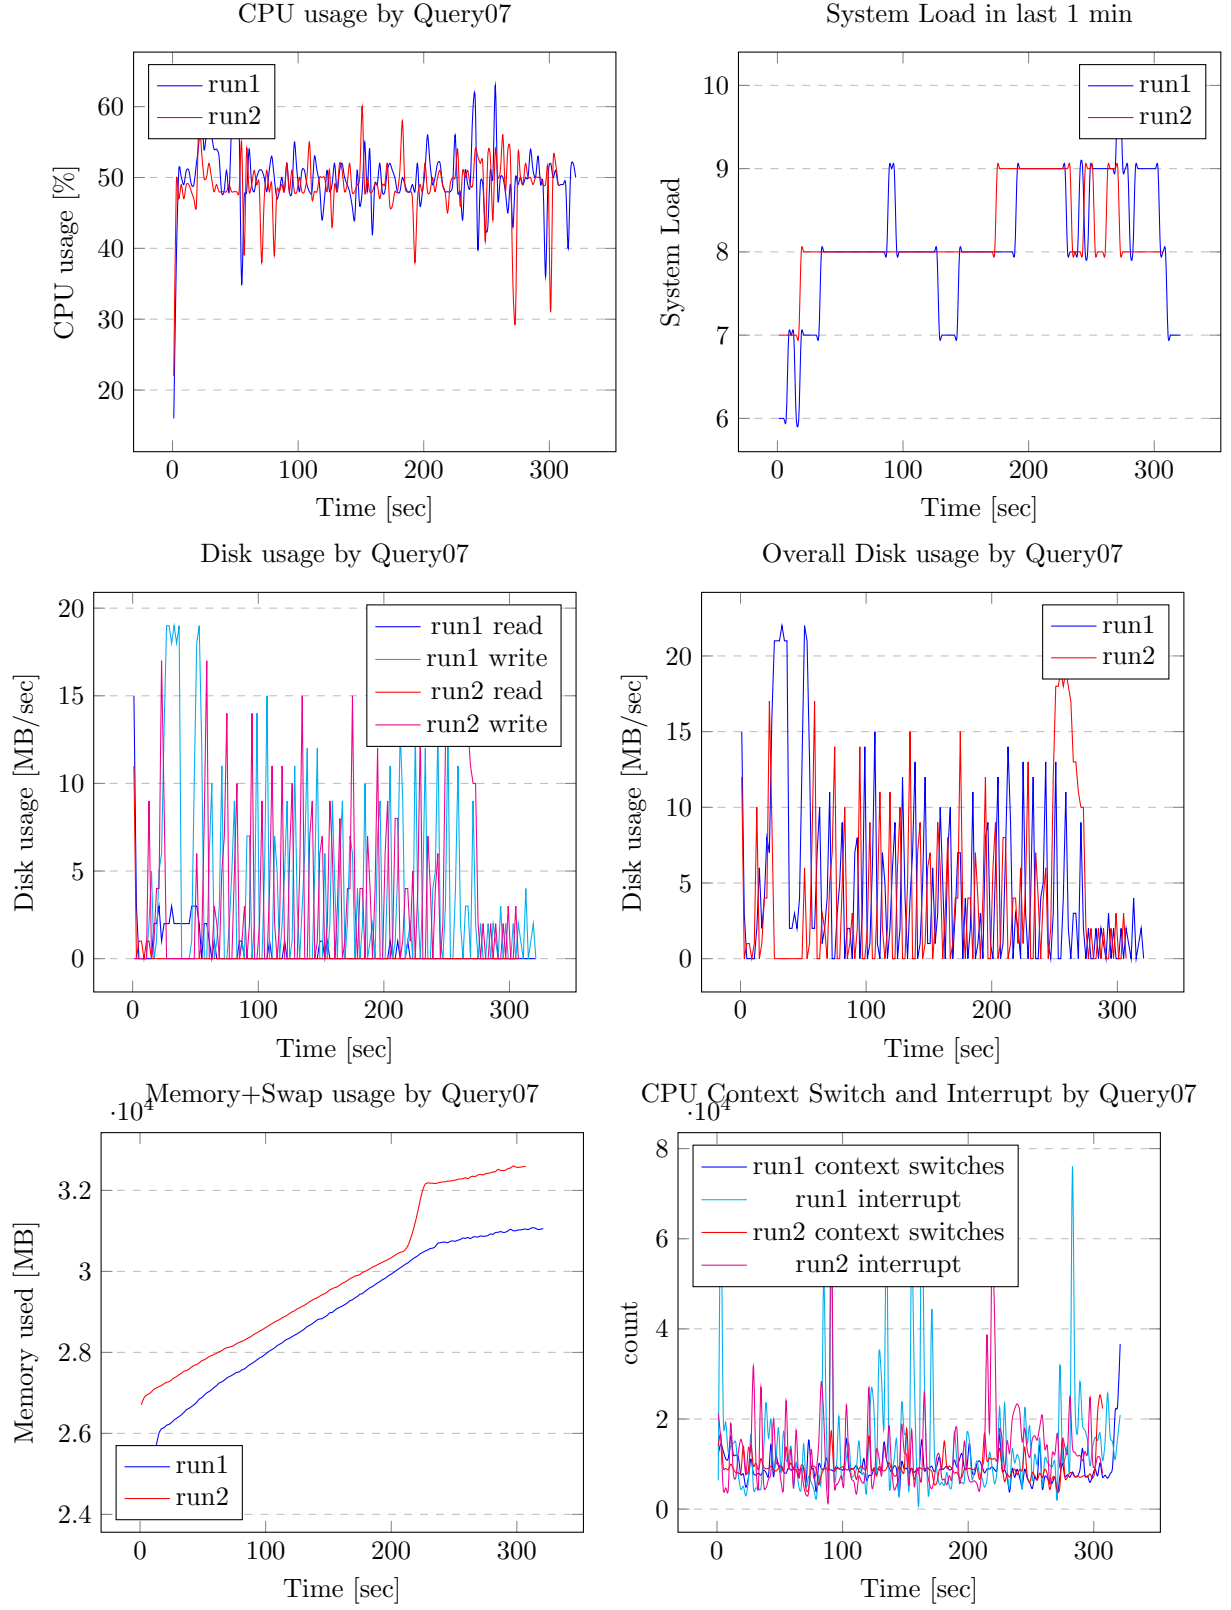 CPU usage by Query07
60
50
40
30
20
0 100 200 300
Time [sec]
CPU usage [%]
run1
run2
System Load in last 1 min
10
9
8
7
6
0 100 200 300
Time [sec]
System Load
run1
run2
Disk usage by Query07
20
15
10
5
0
0 100 200 300
Time [sec]
Disk usage [MB/sec]
run1 read
run1 write
run2 read
run2 write
Overall Disk usage by Query07
20
15
10
5
0
0 100 200 300
Time [sec]
Disk usage [MB/sec]
run1
run2
Memory+Swap usage by Query07
·10⁴
3.2
3
2.8
2.6
2.4
0 100 200 300
Time [sec]
Memory used [MB]
run1
run2
CPU Context Switch and Interrupt by Query07
·10⁴
8
6
4
2
0
0 100 200 300
Time [sec]
count
run1 context switches
run1 interrupt
run2 context switches
run2 interrupt